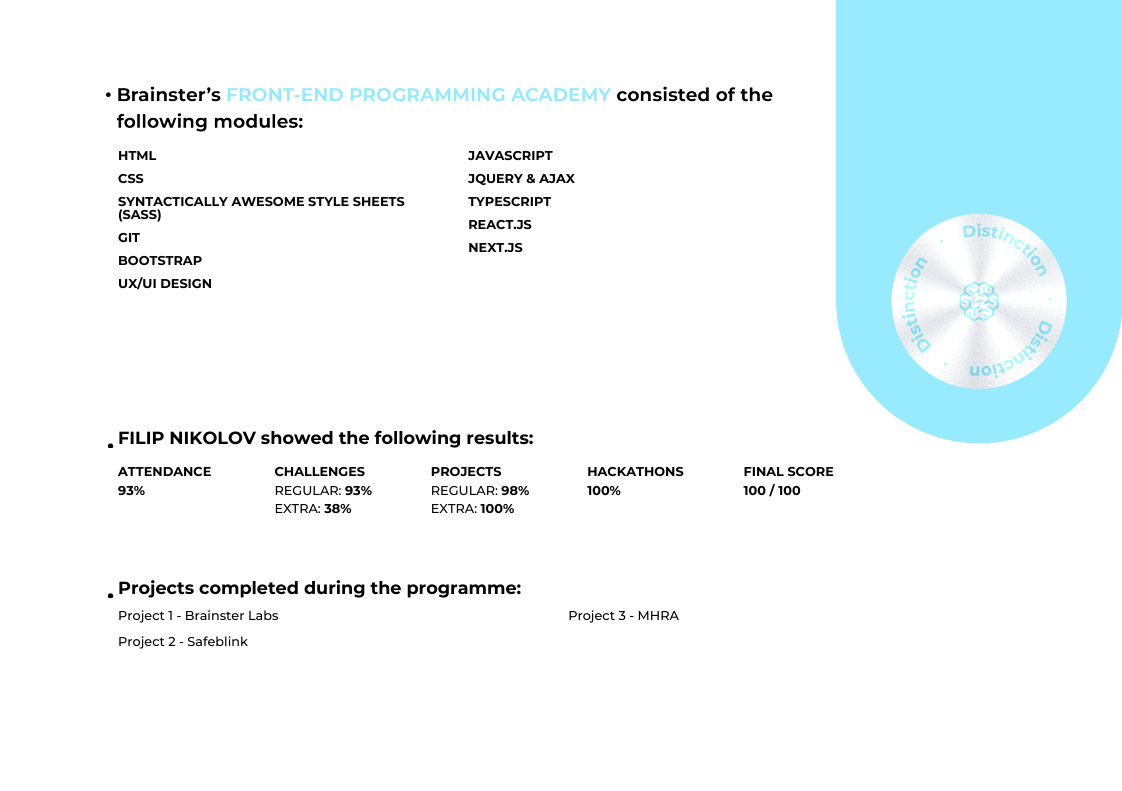 • Brainster’s FRONT-END PROGRAMMING ACADEMY consisted of the
following modules:
HTML
CSS
SYNTACTICALLY AWESOME STYLE SHEETS
(SASS)
GIT
BOOTSTRAP
UX/UI DESIGN
JAVASCRIPT
JQUERY & AJAX
TYPESCRIPT
REACT.JS
NEXT.JS
Distinction · Distinction · Distinction ·
• FILIP NIKOLOV showed the following results:
ATTENDANCE
93%
CHALLENGES
REGULAR: 93%
EXTRA: 38%
PROJECTS
REGULAR: 98%
EXTRA: 100%
HACKATHONS
100%
FINAL SCORE
100 / 100
• Projects completed during the programme:
Project 1 - Brainster Labs
Project 2 - Safeblink
Project 3 - MHRA